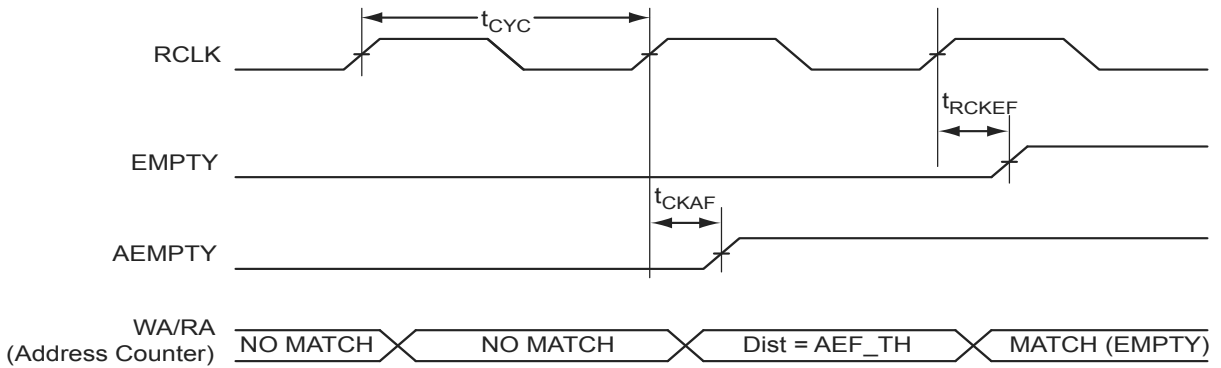 tCYC
RCLK
tRCKEF
EMPTY
tCKAF
AEMPTY
WA/RA
(Address Counter)
NO MATCH NO MATCH Dist = AEF_TH MATCH (EMPTY)